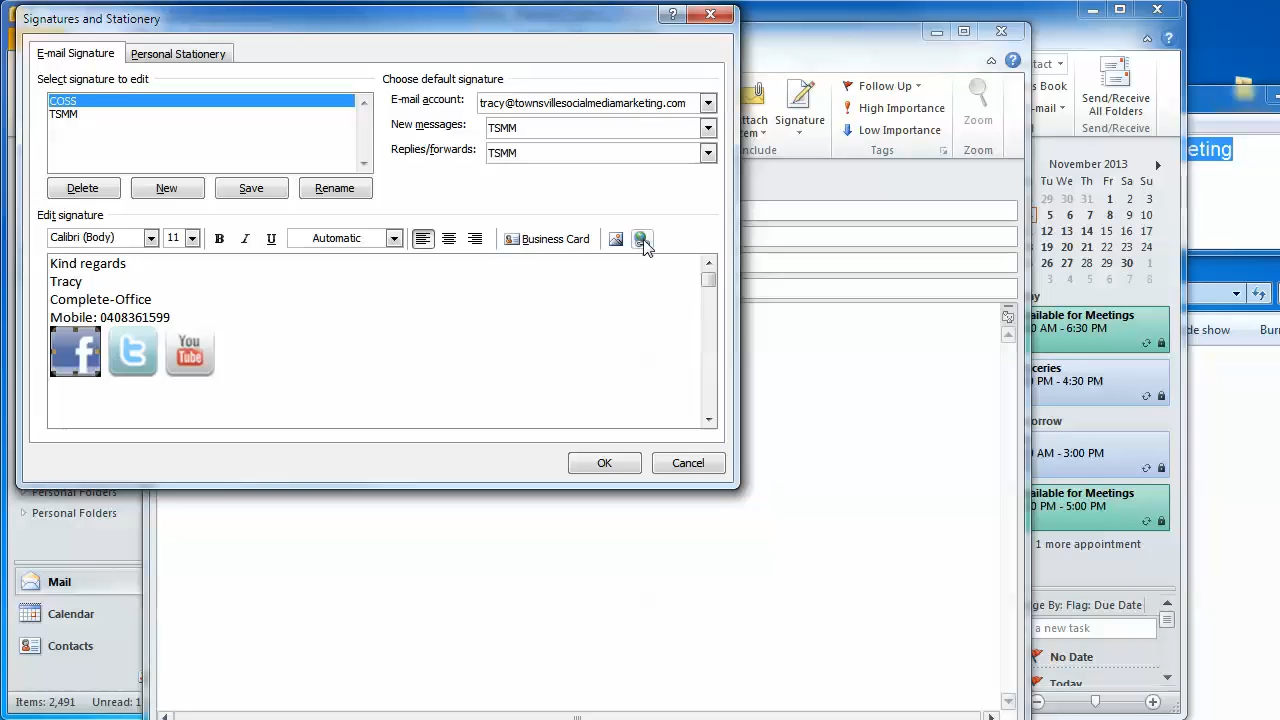 Signatures and Stationery
E-mail Signature
Personal Stationery
Select signature to edit
COSS
TSMM
Delete
New
Save
Rename
Choose default signature
E-mail account:
tracy@townsvillesocialmediamarketing.com
New messages:
TSMM
Replies/forwards:
TSMM
Edit signature
Calibri (Body)
11
B
I
U
Automatic
Business Card
Kind regards
Tracy
Complete-Office
Mobile: 0408361599
f
t
You
Tube
OK
Cancel
Signature
Follow Up
High Importance
Low Importance
Tags
Zoom
Zoom
Send/Receive
All Folders
Send/Receive
November 2013
Tu We Th Fr Sa Su
29 30 31 1 2 3
5 6 7 8 9 10
12 13 14 15 16 17
19 20 21 22 23 24
26 27 28 29 30 1
3 4 5 6 7 8
ailable for Meetings
0 AM - 6:30 PM
ceries
PM - 4:30 PM
orrow
AM - 3:00 PM
ailable for Meetings
0 PM - 5:00 PM
1 more appointment
ge By: Flag: Due Date
a new task
No Date
Today
eting
de show
Burn
Personal Folders
Personal Folders
Mail
Calendar
Contacts
Items: 2,491
Unread: 1